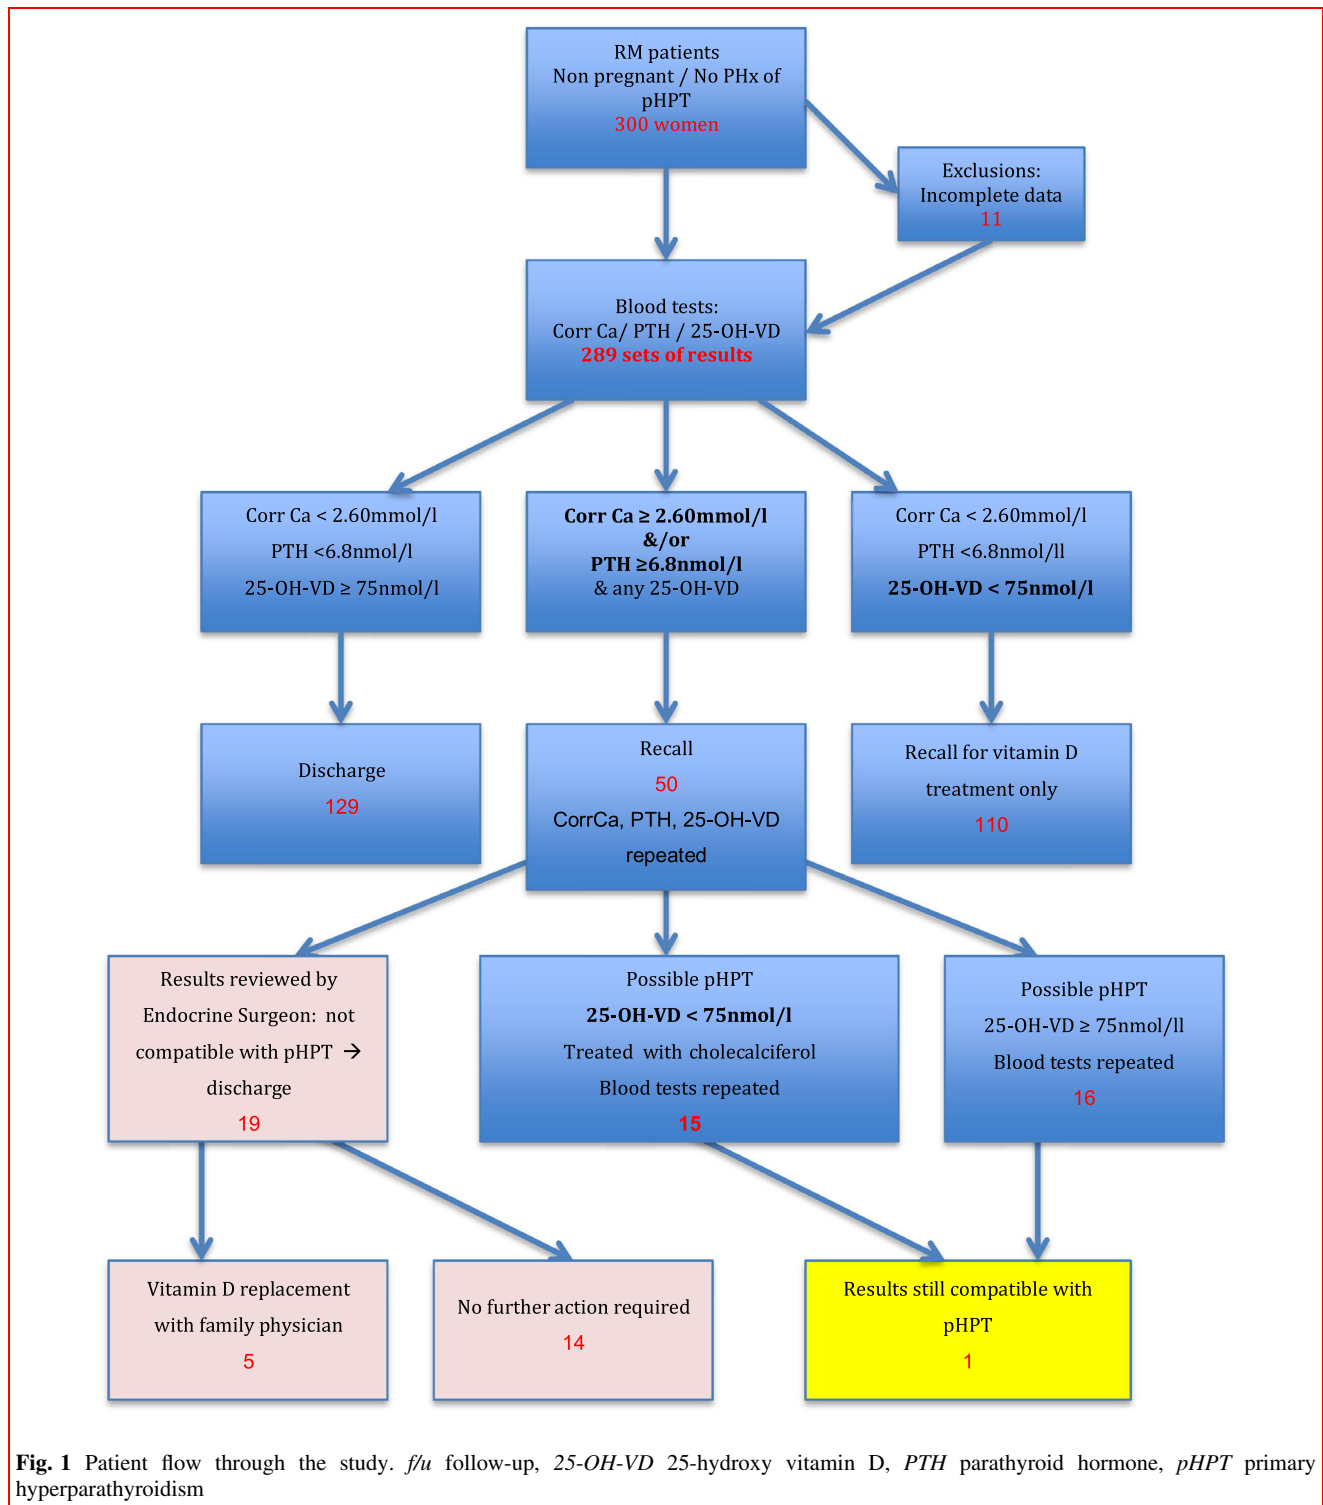 RM patients
Non pregnant / No PHx of
pHPT
300 women
Exclusions:
Incomplete data
11
Blood tests:
Corr Ca/ PTH / 25-OH-VD
289 sets of results
Corr Ca < 2.60mmol/l
PTH <6.8nmol/l
25-OH-VD ≥ 75nmol/l
Corr Ca ≥ 2.60mmol/l
&/or
PTH ≥6.8nmol/l
& any 25-OH-VD
Corr Ca < 2.60mmol/l
PTH <6.8nmol/ll
25-OH-VD < 75nmol/l
Discharge
129
Recall
50
CorrCa, PTH, 25-OH-VD
repeated
Recall for vitamin D
treatment only
110
Results reviewed by
Endocrine Surgeon: not
compatible with pHPT →
discharge
19
Possible pHPT
25-OH-VD < 75nmol/l
Treated with cholecalciferol
Blood tests repeated
15
Possible pHPT
25-OH-VD ≥ 75nmol/ll
Blood tests repeated
16
Vitamin D replacement
with family physician
5
No further action required
14
Results still compatible with
pHPT
1
Fig. 1 Patient flow through the study. f/u follow-up, 25-OH-VD 25-hydroxy vitamin D, PTH parathyroid hormone, pHPT primary
hyperparathyroidism